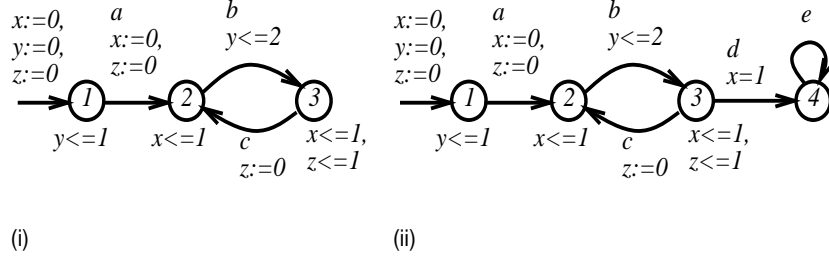 x:=0,
y:=0,
z:=0
a
x:=0,
z:=0
b
y<=2
1
2
3
y<=1
x<=1
c
z:=0
x<=1,
z<=1
(i)
x:=0,
y:=0,
z:=0
a
x:=0,
z:=0
b
y<=2
d
x=1
e
1
2
3
4
y<=1
x<=1
c
z:=0
x<=1,
z<=1
(ii)